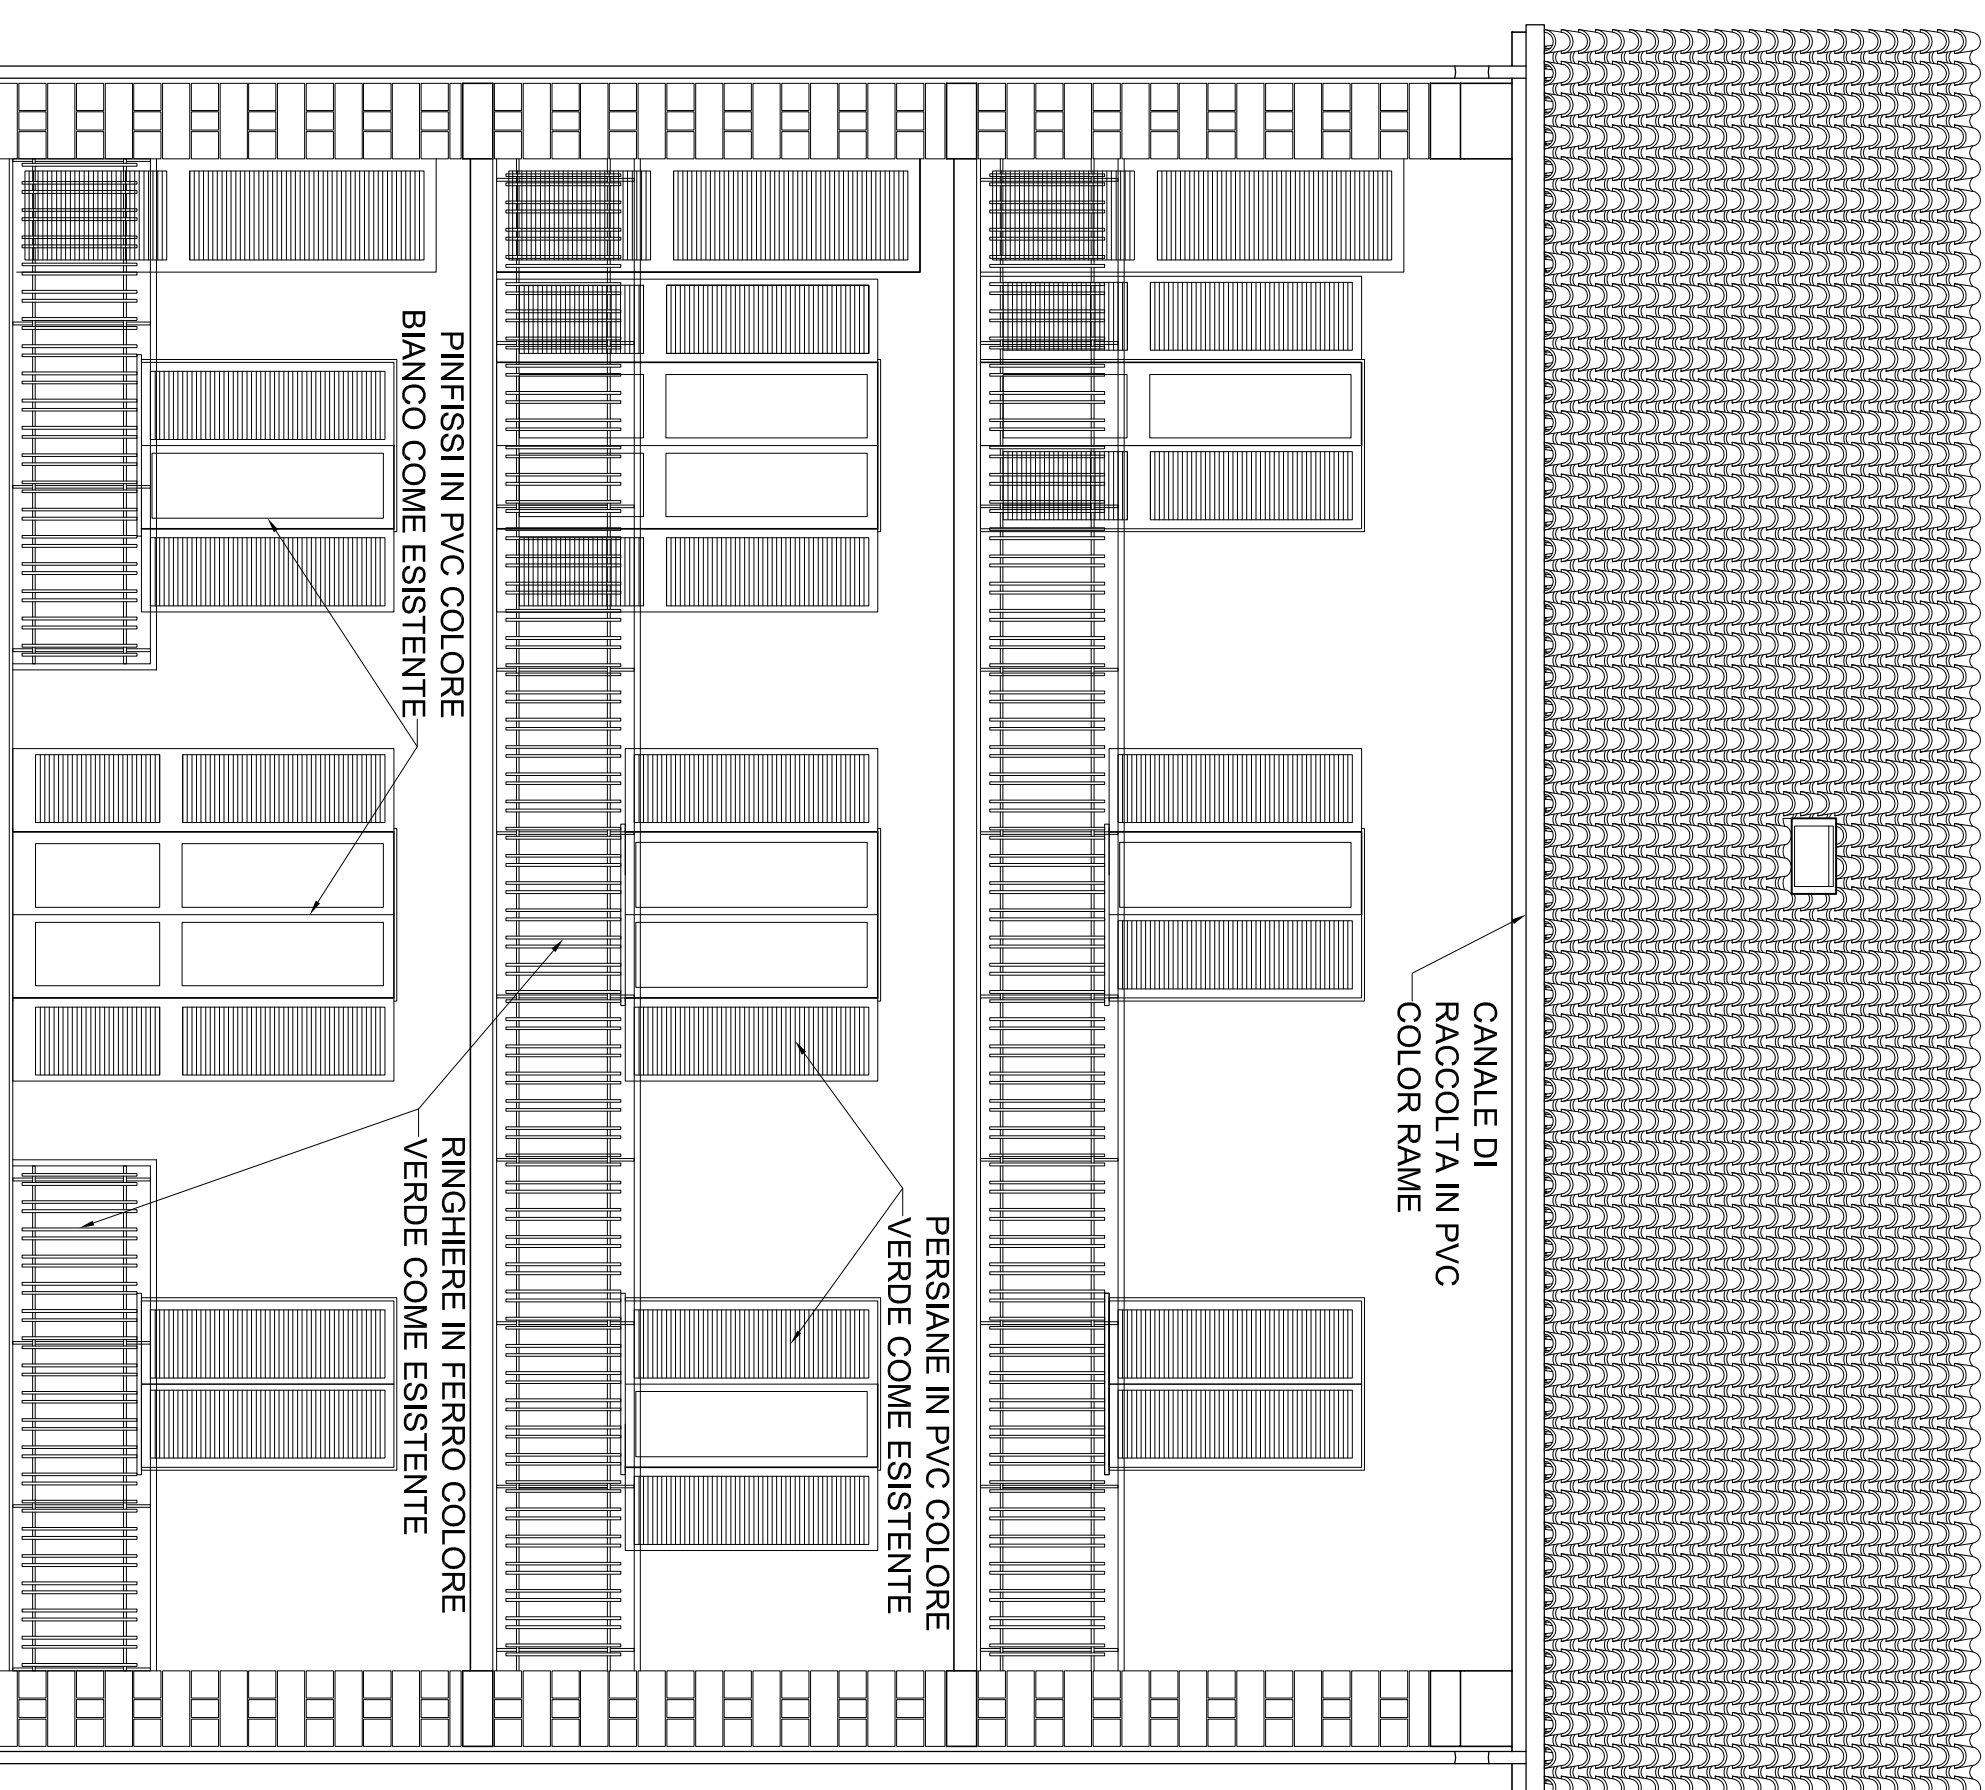 CANALE DI
RACCOLTA IN PVC
COLOR RAME
PERSIANE IN PVC COLORE
VERDE COME ESISTENTE
PINFISSI IN PVC COLORE
BIANCO COME ESISTENTE
RINGHIERE IN FERRO COLORE
VERDE COME ESISTENTE